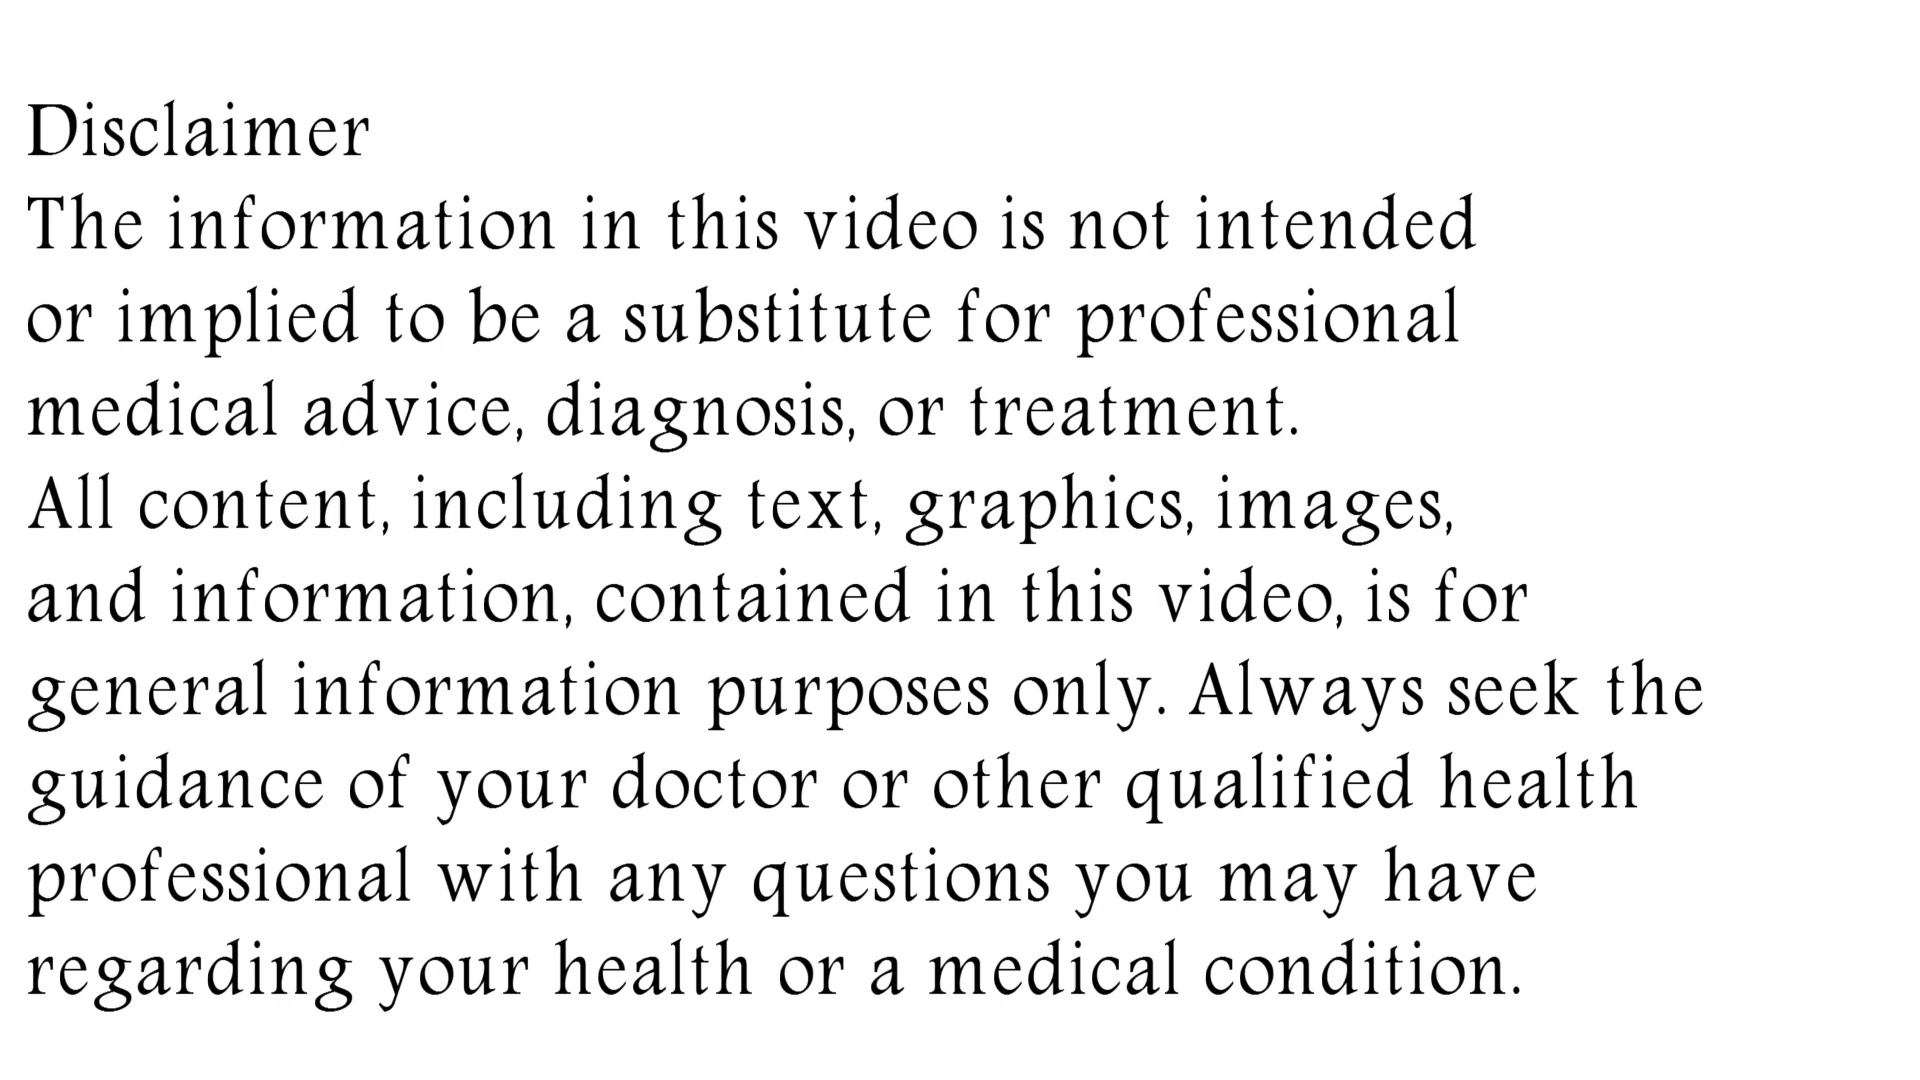 Disclaimer
The information in this video is not intended
or implied to be a substitute for professional
medical advice, diagnosis, or treatment.
All content, including text, graphics, images,
and information, contained in this video, is for
general information purposes only. Always seek the
guidance of your doctor or other qualified health
professional with any questions you may have
regarding your health or a medical condition.